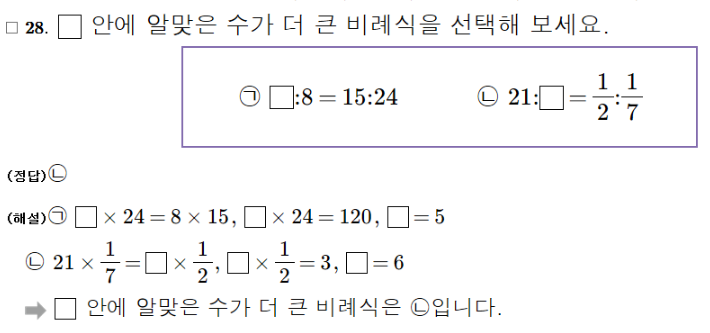 □ 28. □ 안에 알맞은 수가 더 큰 비례식을 선택해 보세요.
㉠ □:8 = 15:24 ㉡ 21:□ = 1/2 : 1/7
(정답) ㉡
(해설) ㉠ □ × 24 = 8 × 15, □ × 24 = 120, □ = 5
㉡ 21 × 1/7 = □ × 1/2, □ × 1/2 = 3, □ = 6
➡ □ 안에 알맞은 수가 더 큰 비례식은 ㉡입니다.